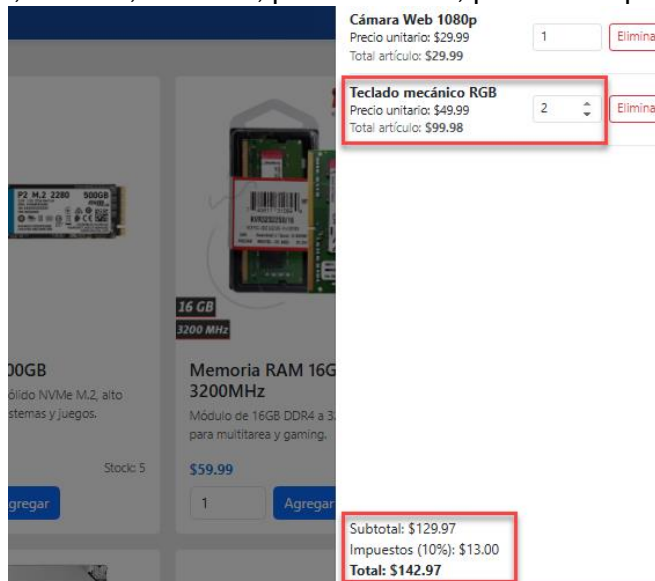 Cámara Web 1080p
Precio unitario: $29.99
Total artículo: $29.99
1
Elimina
Teclado mecánico RGB
Precio unitario: $49.99
Total artículo: $99.98
2
Elimina
P2 M.2 2280 500GB
16 GB
3200 MHz
00GB
ólido NVMe M.2, alto
stemas y juegos.
Stock: 5
gregar
Memoria RAM 16G
3200MHz
Módulo de 16GB DDR4 a 3
para multitarea y gaming.
$59.99
1
Agregar
Subtotal: $129.97
Impuestos (10%): $13.00
Total: $142.97